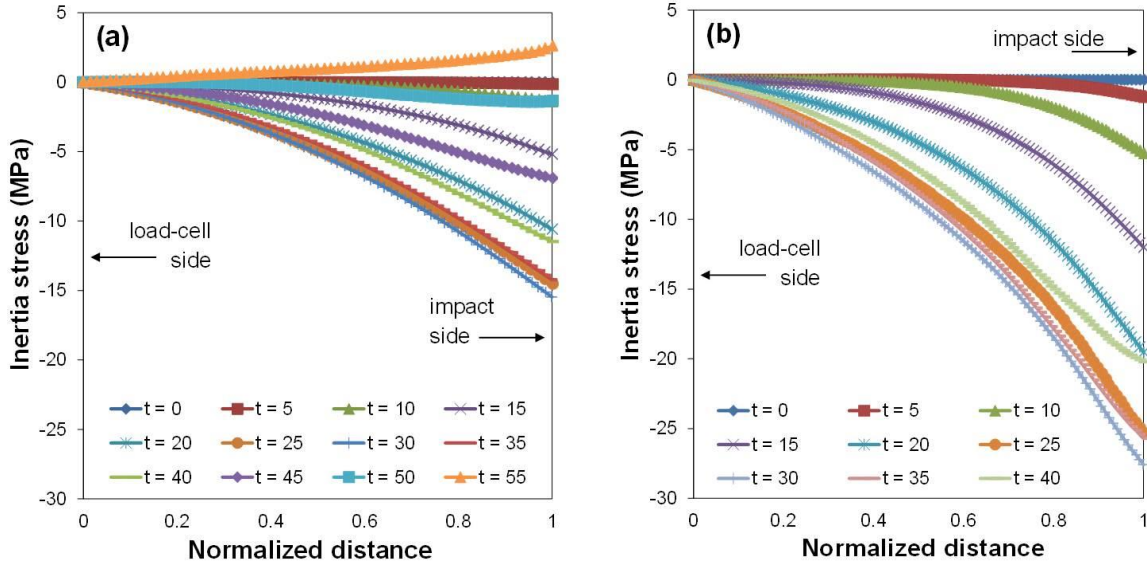 (a)
5
0
-5
-10
-15
-20
-25
-30
Inertia stress (MPa)
load-cell
side
impact
side
t = 0 t = 5 t = 10 t = 15
t = 20 t = 25 t = 30 t = 35
t = 40 t = 45 t = 50 t = 55
0 0.2 0.4 0.6 0.8 1
Normalized distance
(b)
impact side
5
0
-5
-10
-15
-20
-25
-30
Inertia stress (MPa)
load-cell
side
t = 0 t = 5 t = 10
t = 15 t = 20 t = 25
t = 30 t = 35 t = 40
0 0.2 0.4 0.6 0.8 1
Normalized distance